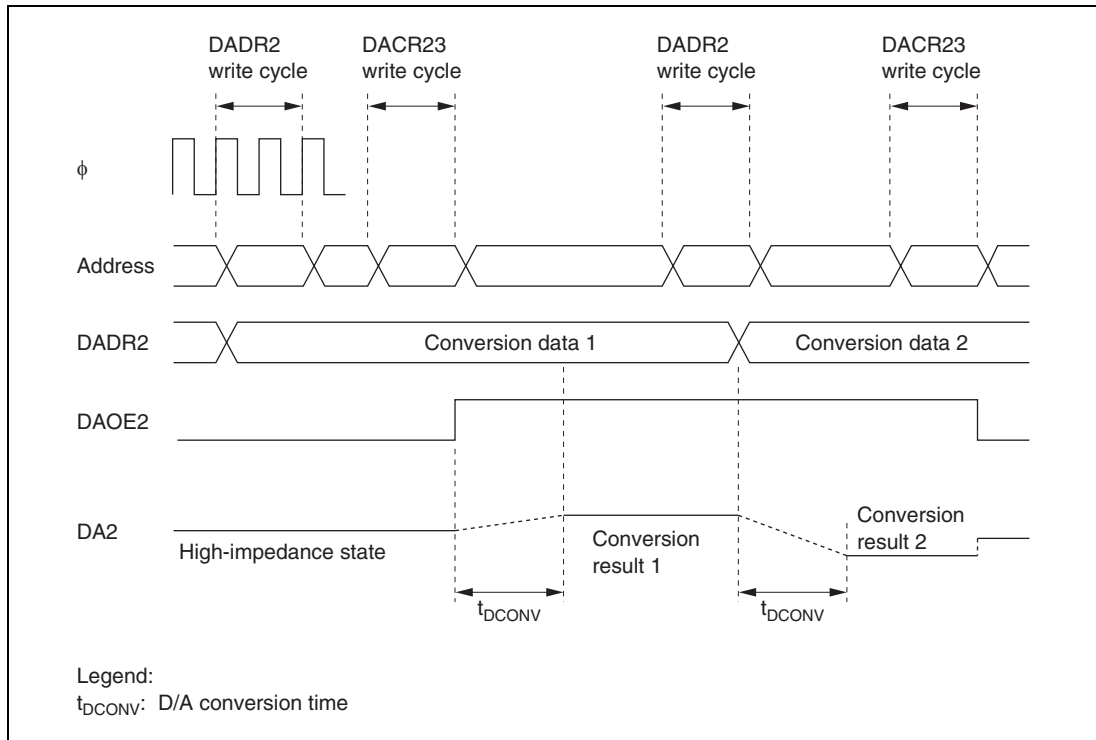 DADR2
write cycle
DACR23
write cycle
DADR2
write cycle
DACR23
write cycle
ϕ
Address
DADR2
Conversion data 1
Conversion data 2
DAOE2
DA2
High-impedance state
Conversion
result 1
Conversion
result 2
tDCONV
tDCONV
Legend:
tDCONV: D/A conversion time